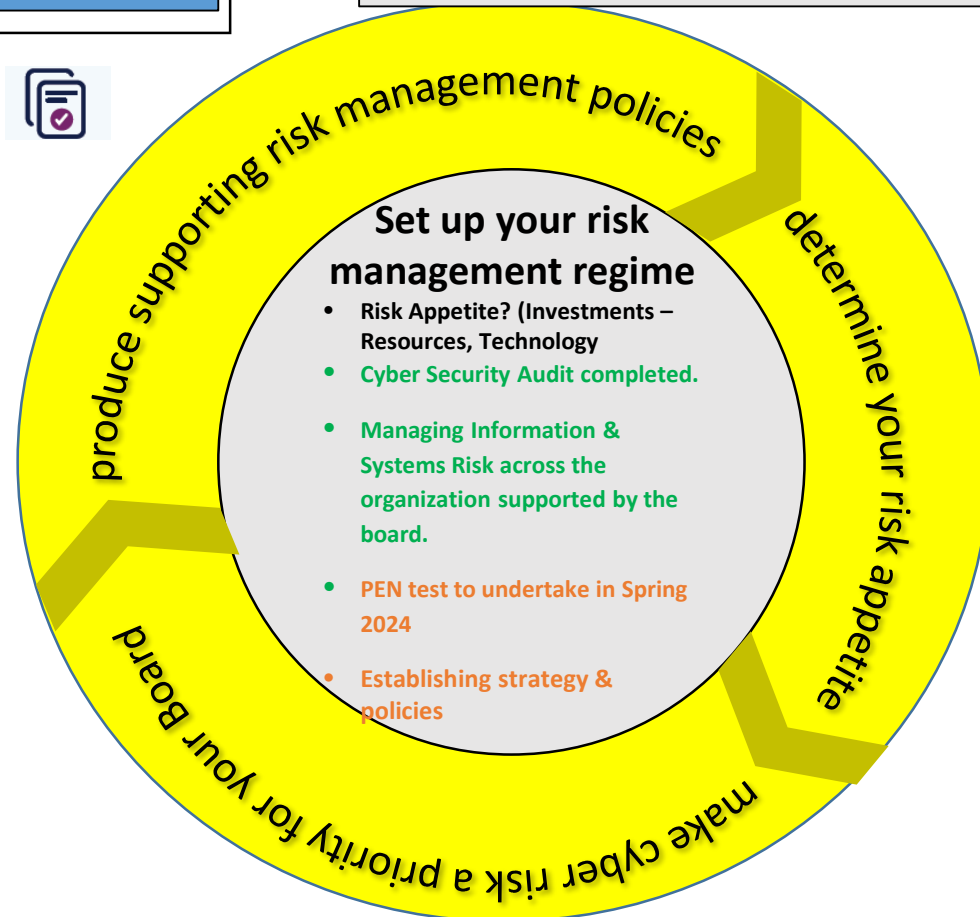 produce supporting risk management policies
determine your risk appetite
make cyber risk a priority for your Board
Set up your risk
management regime
• Risk Appetite? (Investments –
Resources, Technology
• Cyber Security Audit completed.
• Managing Information &
Systems Risk across the
organization supported by the
board.
• PEN test to undertake in Spring
2024
• Establishing strategy &
policies